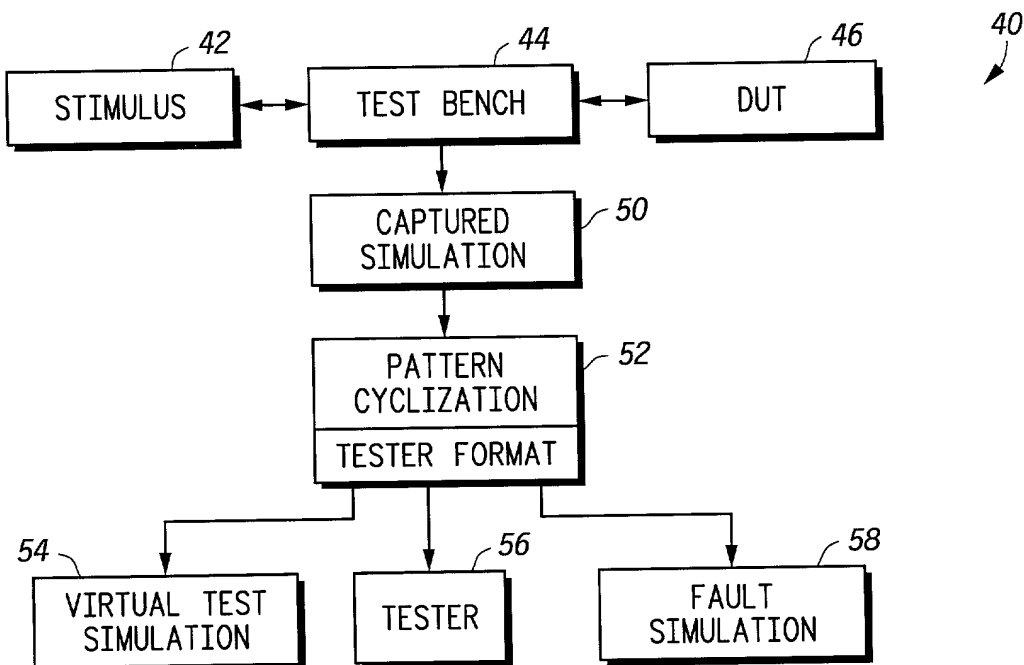 40
42
44
46
STIMULUS
TEST BENCH
DUT
50
CAPTURED
SIMULATION
52
PATTERN
CYCLIZATION
TESTER FORMAT
54
56
58
VIRTUAL TEST
SIMULATION
TESTER
FAULT
SIMULATION